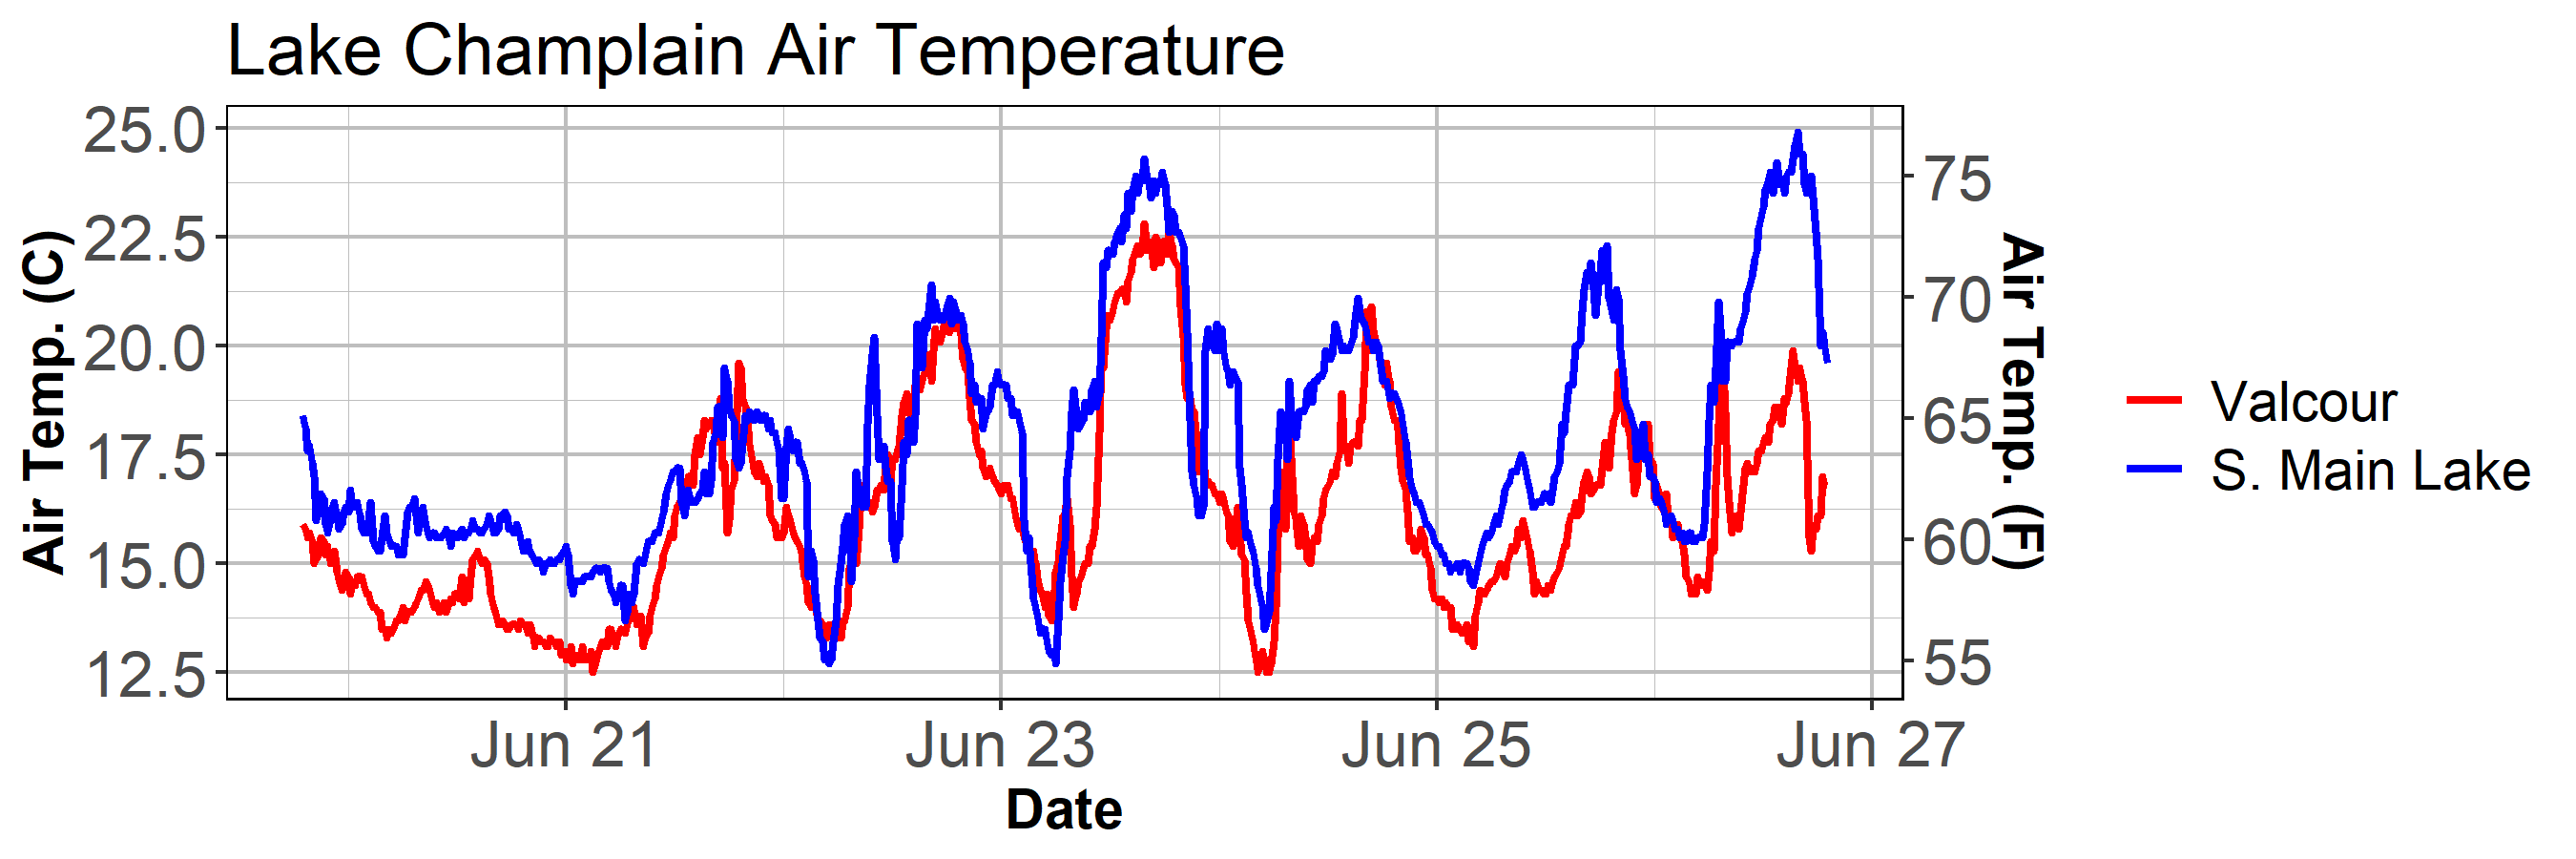 Lake Champlain Air Temperature
Air Temp. (C)
25.0
22.5
20.0
17.5
15.0
12.5
75
70
65
60
55
Air Temp. (F)
Jun 21
Jun 23
Jun 25
Jun 27
Date
Valcour
S. Main Lake